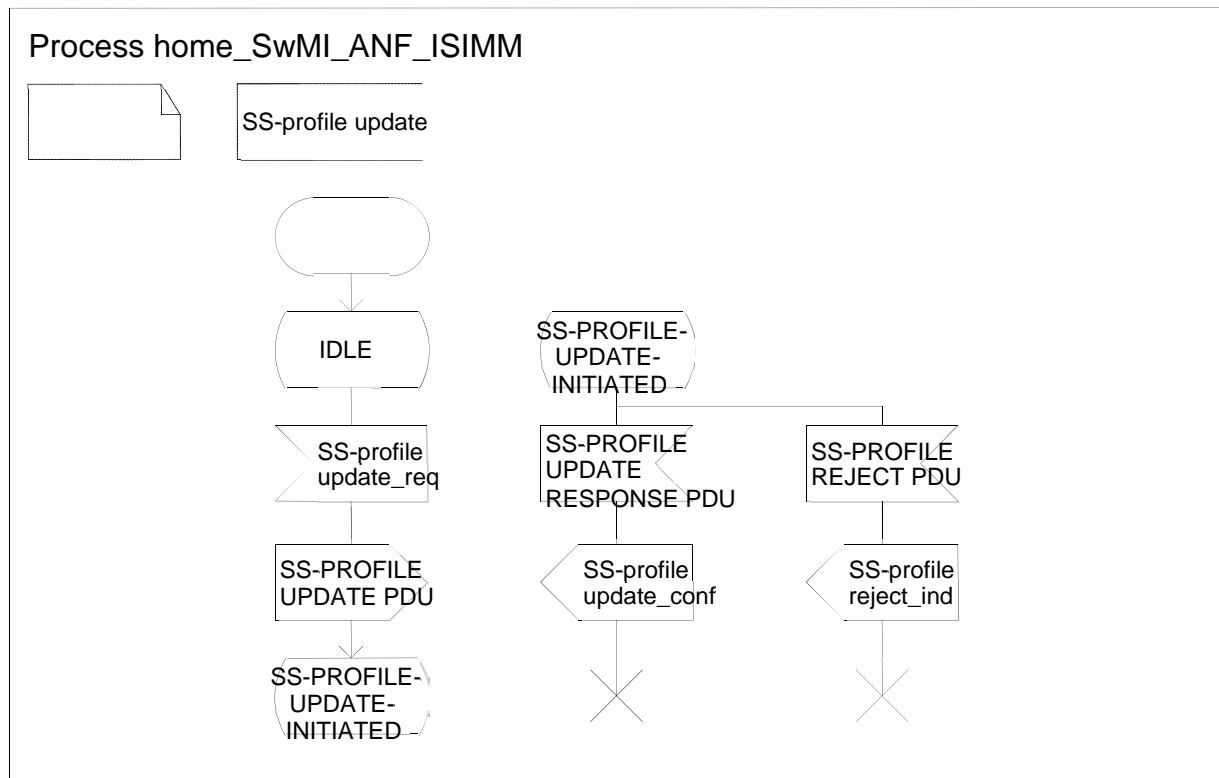 Process home_SwMI_ANF_ISIMM
SS-profile update
IDLE
SS-profile
update_req
SS-PROFILE
UPDATE PDU
SS-PROFILE-
UPDATE-
INITIATED
SS-PROFILE-
UPDATE-
INITIATED
SS-PROFILE
UPDATE
RESPONSE PDU
SS-profile
update_conf
SS-PROFILE
REJECT PDU
SS-profile
reject_ind